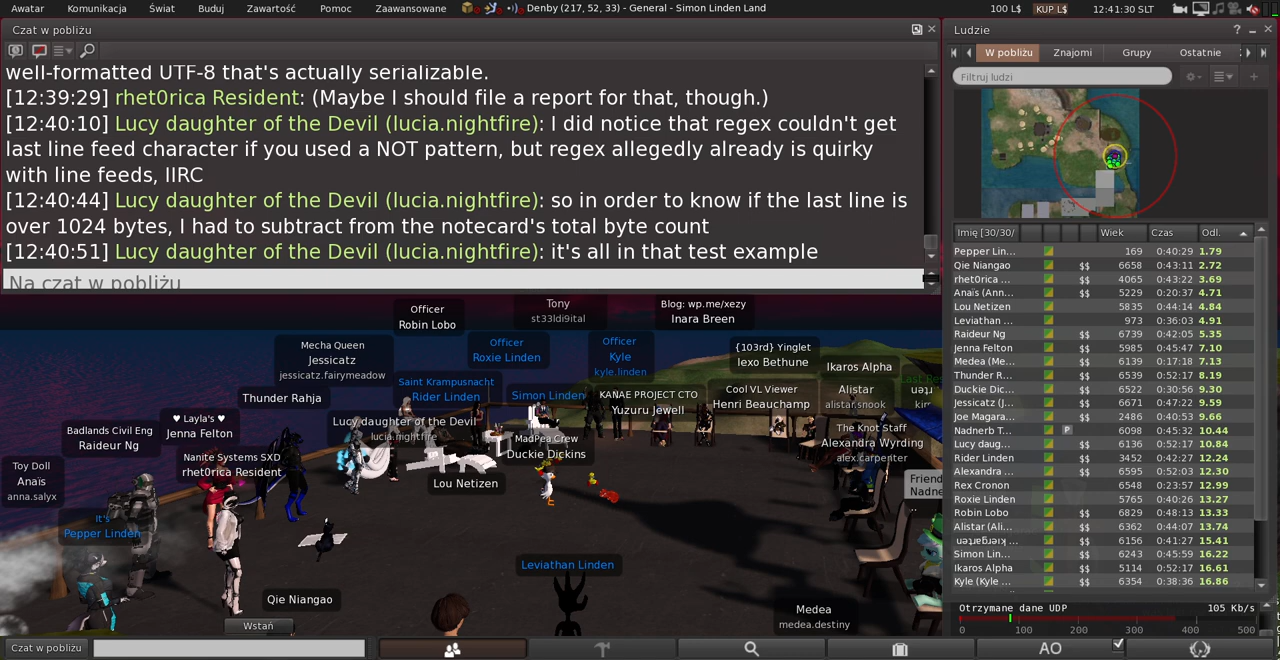 Awatar Komunikacja Świat Buduj Zawartość Pomoc Zaawansowane Denby (217, 52, 33) - General - Simon Linden Land 100 L$ KUP L$ 12:41:30 SLT
Czat w pobliżu
well-formatted UTF-8 that's actually serializable.
[12:39:29] rhet0rica Resident: (Maybe I should file a report for that, though.)
[12:40:10] Lucy daughter of the Devil (lucia.nightfire): I did notice that regex couldn't get
last line feed character if you used a NOT pattern, but regex allegedly already is quirky
with line feeds, IIRC
[12:40:44] Lucy daughter of the Devil (lucia.nightfire): so in order to know if the last line is
over 1024 bytes, I had to subtract from the notecard's total byte count
[12:40:51] Lucy daughter of the Devil (lucia.nightfire): it's all in that test example
Na czat w pobliżu
Officer
Robin Lobo
Tony
st33ldi9ital
Blog: wp.me/xezy
Inara Breen
Mecha Queen
Jessicatz
jessicatz.fairymeadow
Officer
Roxie Linden
Officer
Kyle
kyle.linden
{103rd} Yinglet
Iexo Bethune
Ikaros Alpha
Saint Krampusnacht
Rider Linden
Simon Linden
KANAE PROJECT CTO
Yuzuru Jewell
Cool VL Viewer
Henri Beauchamp
Alistar
alistar.snook
Thunder Rahja
♥ Layla's ♥
Jenna Felton
Lucy daughter of the Devil
lucia.nightfire
MadPea Crew
Duckie Dickins
The Knot Staff
Alexandra Wyrding
alex.carpenter
Badlands Civil Eng
Raideur Ng
Nanite Systems SXD
rhet0rica Resident
Toy Doll
Anaïs
anna.salyx
Lou Netizen
Friend
Nadne
It's
Pepper Linden
Leviathan Linden
Qie Niangao
Medea
medea.destiny
Wstań
Czat w pobliżu
AO
Ludzie
W pobliżu Znajomi Grupy Ostatnie
Filtruj ludzi
Imię [30/30/ Wiek Czas Odl.
Pepper Lin... 169 0:40:29 1.79
Qie Niangao $$ 6658 0:43:11 2.72
rhet0rica ... $$ 4065 0:43:22 3.69
Anaïs (Ann... $$ 5229 0:20:37 4.71
Lou Netizen 5835 0:44:14 4.84
Leviathan ... 973 0:36:03 4.91
Raideur Ng $$ 6739 0:42:05 5.35
Jenna Felton $$ 5985 0:45:47 7.10
Medea (Me... $$ 6139 0:17:18 7.13
Thunder R... $$ 6539 0:52:17 8.19
Duckie Dic... $$ 6522 0:30:56 9.30
Jessicatz (J... $$ 6671 0:47:22 9.59
Joe Magara... $$ 2486 0:40:53 9.66
Nadnerb T... P 6098 0:45:32 10.44
Lucy daug... $$ 6136 0:52:17 10.84
Rider Linden $$ 3452 0:42:27 12.24
Alexandra ... $$ 6595 0:52:03 12.30
Rex Cronon 6548 0:23:57 12.99
Roxie Linden 5765 0:40:26 13.27
Robin Lobo $$ 6829 0:48:13 13.33
Alistar (Ali... $$ 6362 0:44:07 13.74
$$ 6156 0:41:27 15.41
Simon Lin... $$ 6243 0:45:59 16.22
Ikaros Alpha $$ 5114 0:52:17 16.61
Kyle (Kyle ... $$ 6354 0:38:36 16.86
Otrzymane dane UDP 105 Kb/s
0 100 200 300 400 500